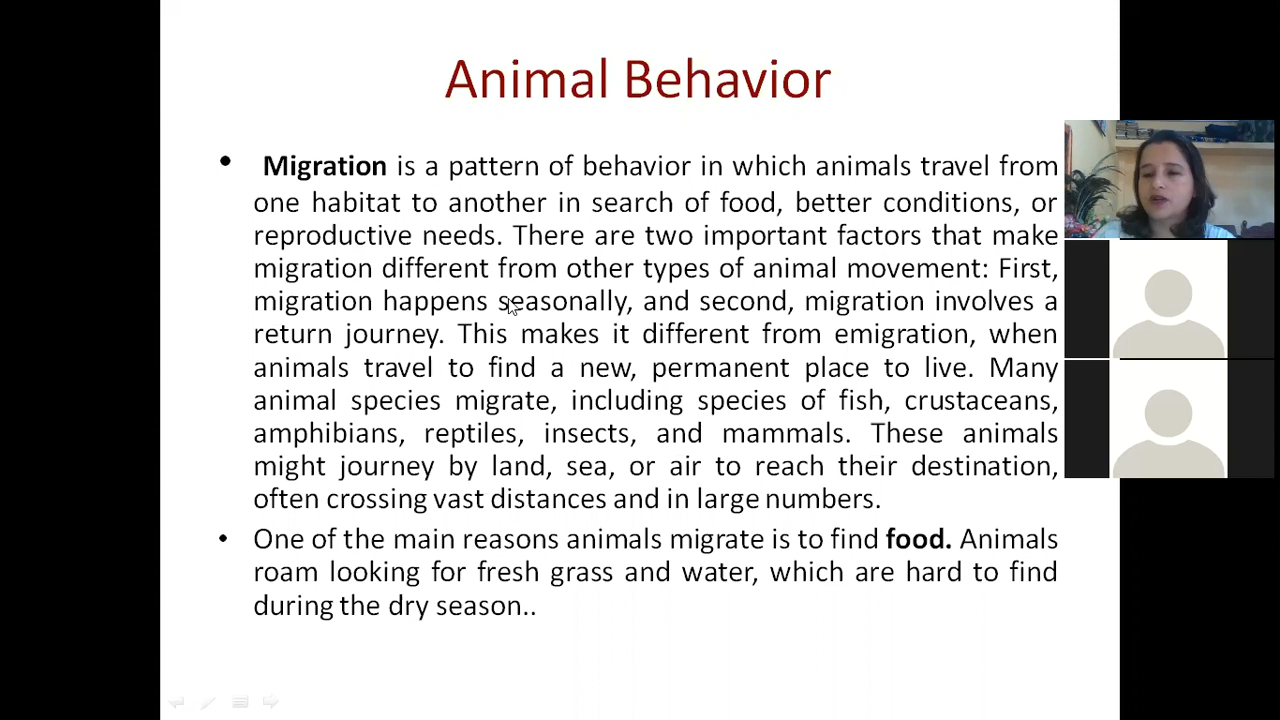 Animal Behavior
• Migration is a pattern of behavior in which animals travel from
one habitat to another in search of food, better conditions, or
reproductive needs. There are two important factors that make
migration different from other types of animal movement: First,
migration happens seasonally, and second, migration involves a
return journey. This makes it different from emigration, when
animals travel to find a new, permanent place to live. Many
animal species migrate, including species of fish, crustaceans,
amphibians, reptiles, insects, and mammals. These animals
might journey by land, sea, or air to reach their destination,
often crossing vast distances and in large numbers.
• One of the main reasons animals migrate is to find food. Animals
roam looking for fresh grass and water, which are hard to find
during the dry season..